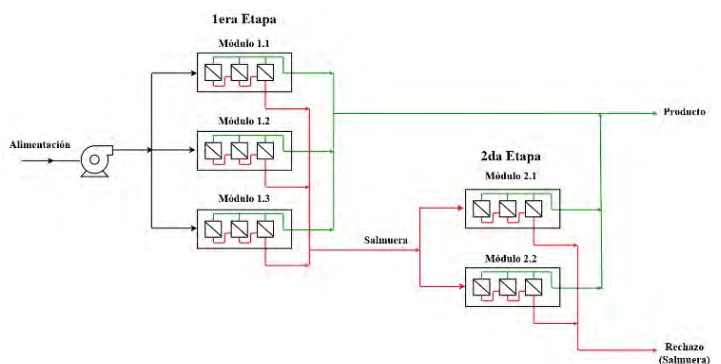 1era Etapa
Módulo 1.1
Alimentación
Módulo 1.2
Módulo 1.3
Producto
2da Etapa
Módulo 2.1
Salmuera
Módulo 2.2
Rechazo
(Salmuera)